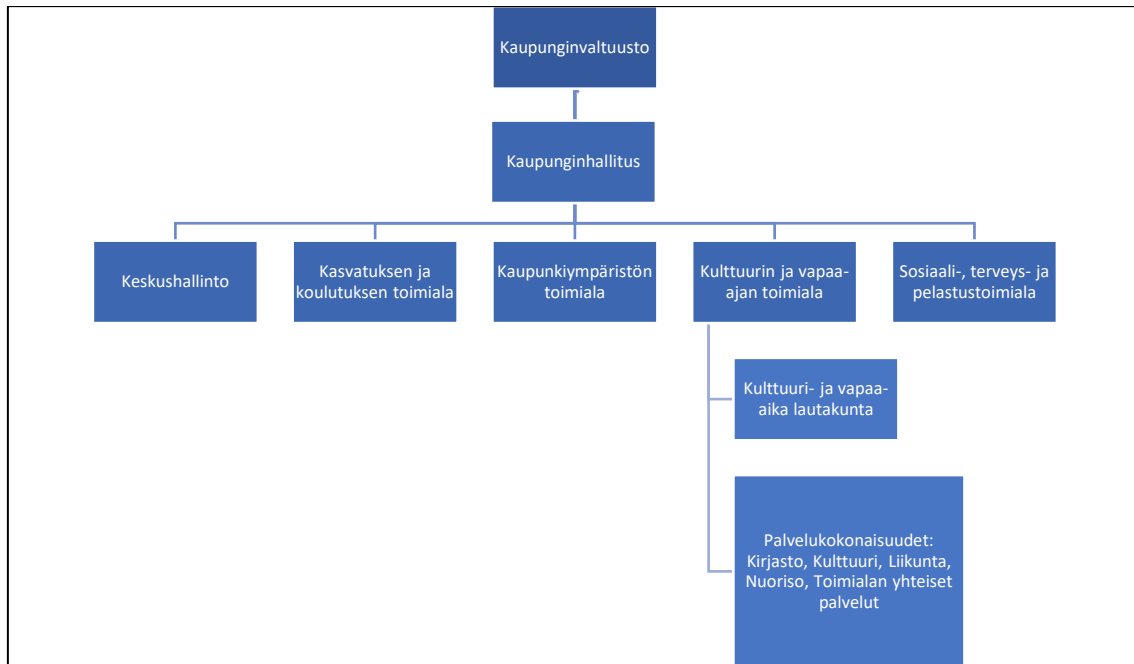 Kaupunginvaltuusto
Kaupunginhallitus
Keskushallinto
Kasvatuksen ja
koulutuksen toimiala
Kaupunkiympäristön
toimiala
Kulttuurin ja vapaa-
ajan toimiala
Sosiaali-, terveys- ja
pelastustoimiala
Kulttuuri- ja vapaa-
aika lautakunta
Palvelukokonaisuudet:
Kirjasto, Kulttuuri, Liikunta,
Nuoriso, Toimialan yhteiset
palvelut